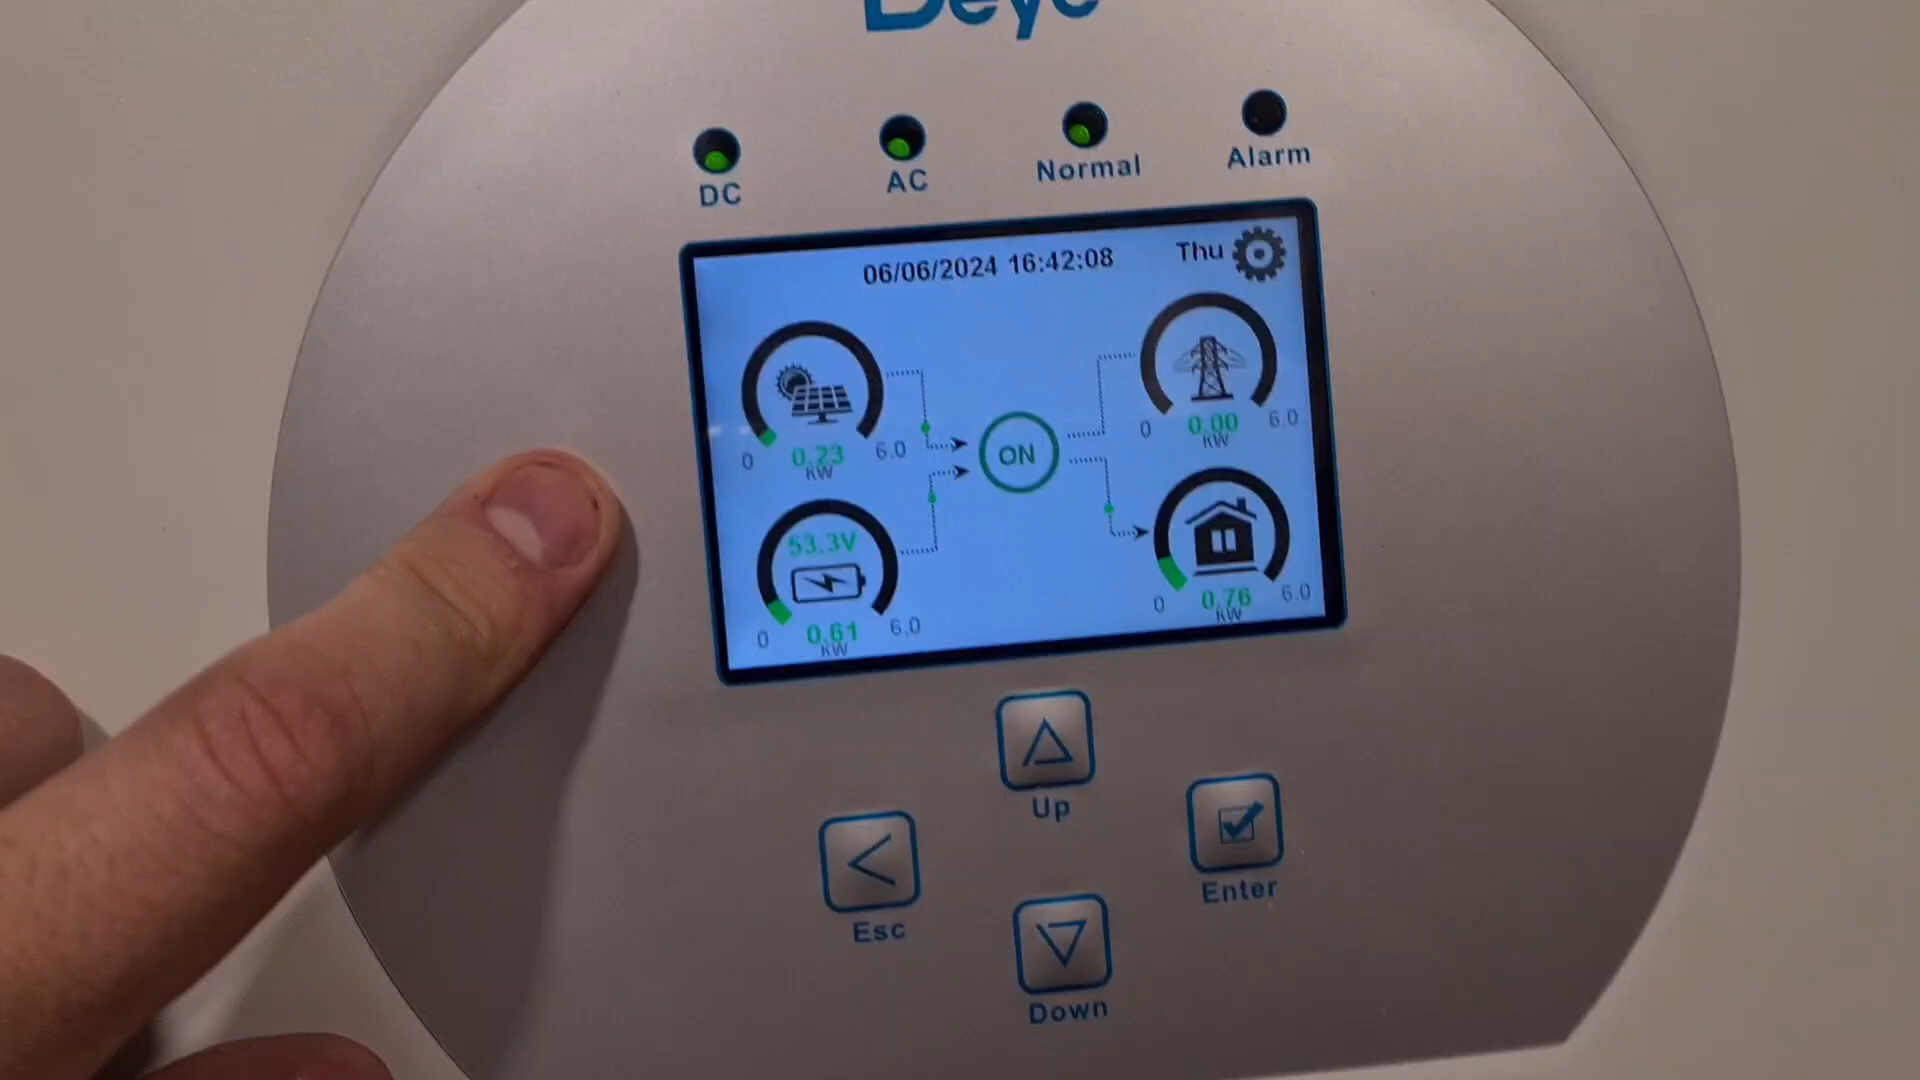 Deye
DC
AC
Normal
Alarm
06/06/2024 16:42:08
Thu
0
0.23
KW
6.0
0
0.00
KW
6.0
ON
53.3V
0
0.61
KW
6.0
0
0.76
KW
6.0
Up
Esc
Enter
Down